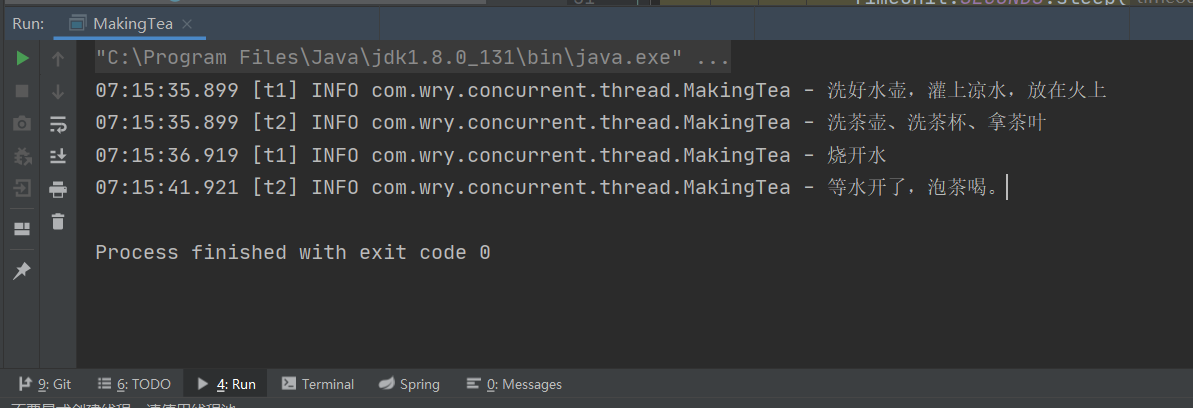 TimeUnit.SECONDS.sleep(
Run: MakingTea
"C:\Program Files\Java\jdk1.8.0_131\bin\java.exe" ...
07:15:35.899 [t1] INFO com.wry.concurrent.thread.MakingTea - 洗好水壶，灌上凉水，放在火上
07:15:35.899 [t2] INFO com.wry.concurrent.thread.MakingTea - 洗茶壶、洗茶杯、拿茶叶
07:15:36.919 [t1] INFO com.wry.concurrent.thread.MakingTea - 烧开水
07:15:41.921 [t2] INFO com.wry.concurrent.thread.MakingTea - 等水开了，泡茶喝。
Process finished with exit code 0
9: Git 6: TODO 4: Run Terminal Spring 0: Messages